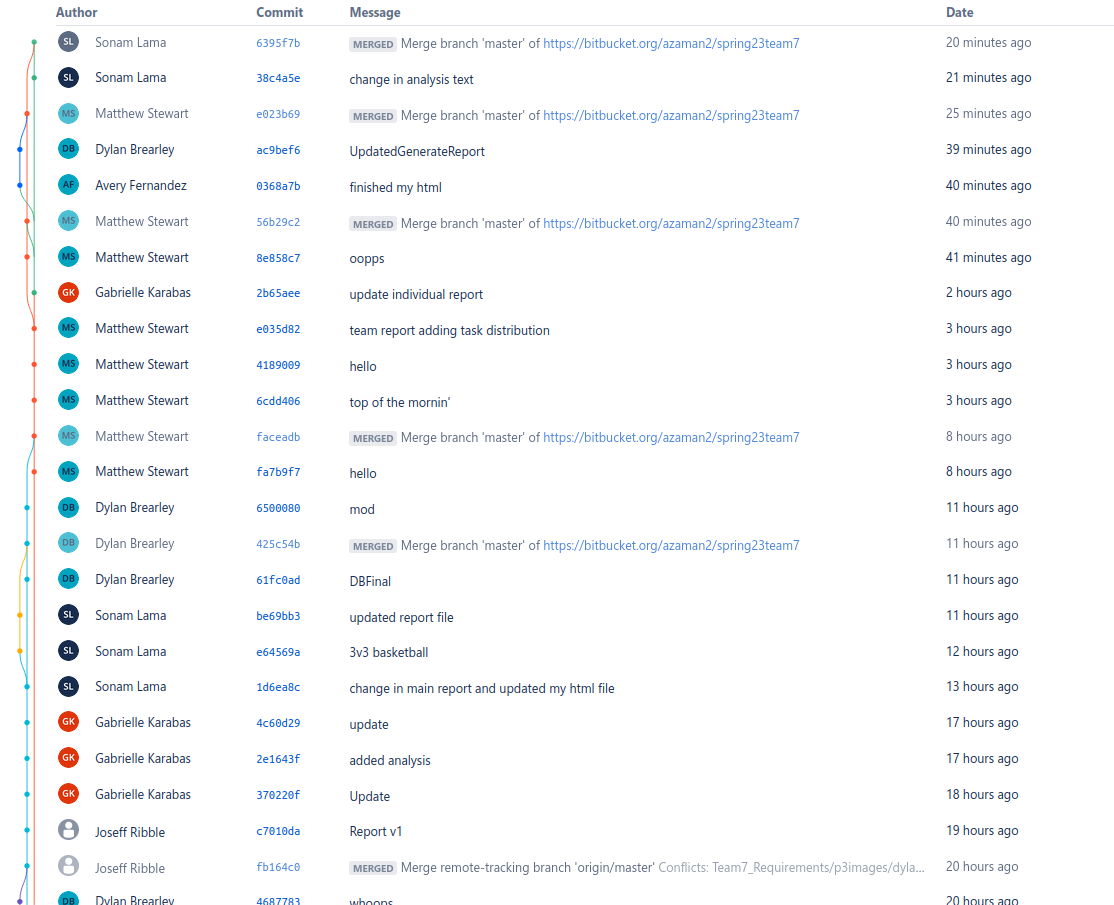 Author Commit Message Date
SL Sonam Lama 6395f7b MERGED Merge branch 'master' of https://bitbucket.org/azaman2/spring23team7 20 minutes ago
SL Sonam Lama 38c4a5e change in analysis text 21 minutes ago
MS Matthew Stewart e023b69 MERGED Merge branch 'master' of https://bitbucket.org/azaman2/spring23team7 25 minutes ago
DB Dylan Brearley ac9bef6 UpdatedGenerateReport 39 minutes ago
AF Avery Fernandez 0368a7b finished my html 40 minutes ago
MS Matthew Stewart 56b29c2 MERGED Merge branch 'master' of https://bitbucket.org/azaman2/spring23team7 40 minutes ago
MS Matthew Stewart 8e858c7 oopps 41 minutes ago
GK Gabrielle Karabas 2b65aee update individual report 2 hours ago
MS Matthew Stewart e035d82 team report adding task distribution 3 hours ago
MS Matthew Stewart 4189009 hello 3 hours ago
MS Matthew Stewart 6cdd406 top of the mornin' 3 hours ago
MS Matthew Stewart faceadb MERGED Merge branch 'master' of https://bitbucket.org/azaman2/spring23team7 8 hours ago
MS Matthew Stewart fa7b9f7 hello 8 hours ago
DB Dylan Brearley 6500080 mod 11 hours ago
DB Dylan Brearley 425c54b MERGED Merge branch 'master' of https://bitbucket.org/azaman2/spring23team7 11 hours ago
DB Dylan Brearley 61fc0ad DBFinal 11 hours ago
SL Sonam Lama be69bb3 updated report file 11 hours ago
SL Sonam Lama e64569a 3v3 basketball 12 hours ago
SL Sonam Lama 1d6ea8c change in main report and updated my html file 13 hours ago
GK Gabrielle Karabas 4c60d29 update 17 hours ago
GK Gabrielle Karabas 2e1643f added analysis 17 hours ago
GK Gabrielle Karabas 370220f Update 18 hours ago
Joseff Ribble c7010da Report v1 19 hours ago
Joseff Ribble fb164c0 MERGED Merge remote-tracking branch 'origin/master' Conflicts: Team7_Requirements/p3images/dyla... 20 hours ago
DB Dylan Brearley 4687783 whoops 20 hours ago